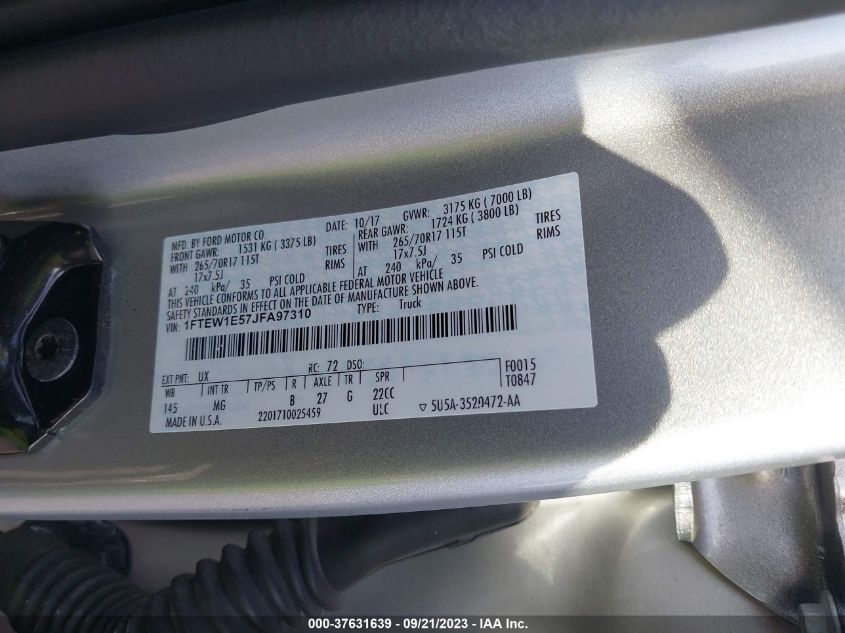 MFD. BY FORD MOTOR CO. DATE: 10/17 GVWR: 3175 KG ( 7000 LB)
FRONT GAWR: 1531 KG ( 3375 LB) REAR GAWR: 1724 KG ( 3800 LB)
WITH 265/70R17 115T TIRES WITH 265/70R17 115T TIRES
17x7.5J RIMS 17x7.5J RIMS
AT 240 kPa/ 35 PSI COLD AT 240 kPa/ 35 PSI COLD
THIS VEHICLE CONFORMS TO ALL APPLICABLE FEDERAL MOTOR VEHICLE
SAFETY STANDARDS IN EFFECT ON THE DATE OF MANUFACTURE SHOWN ABOVE.
VIN: 1FTEW1E57JFA97310 TYPE: Truck
EXT PNT: UX RC: 72 DSO: F0015
WB INT TR TP/PS R AXLE TR SPR T0847
145 MG B 27 G 22CC
MADE IN U.S.A. 2201710025459 ULC ▽ 5U5A-3520472-AA
000-37631639 - 09/21/2023 - IAA Inc.